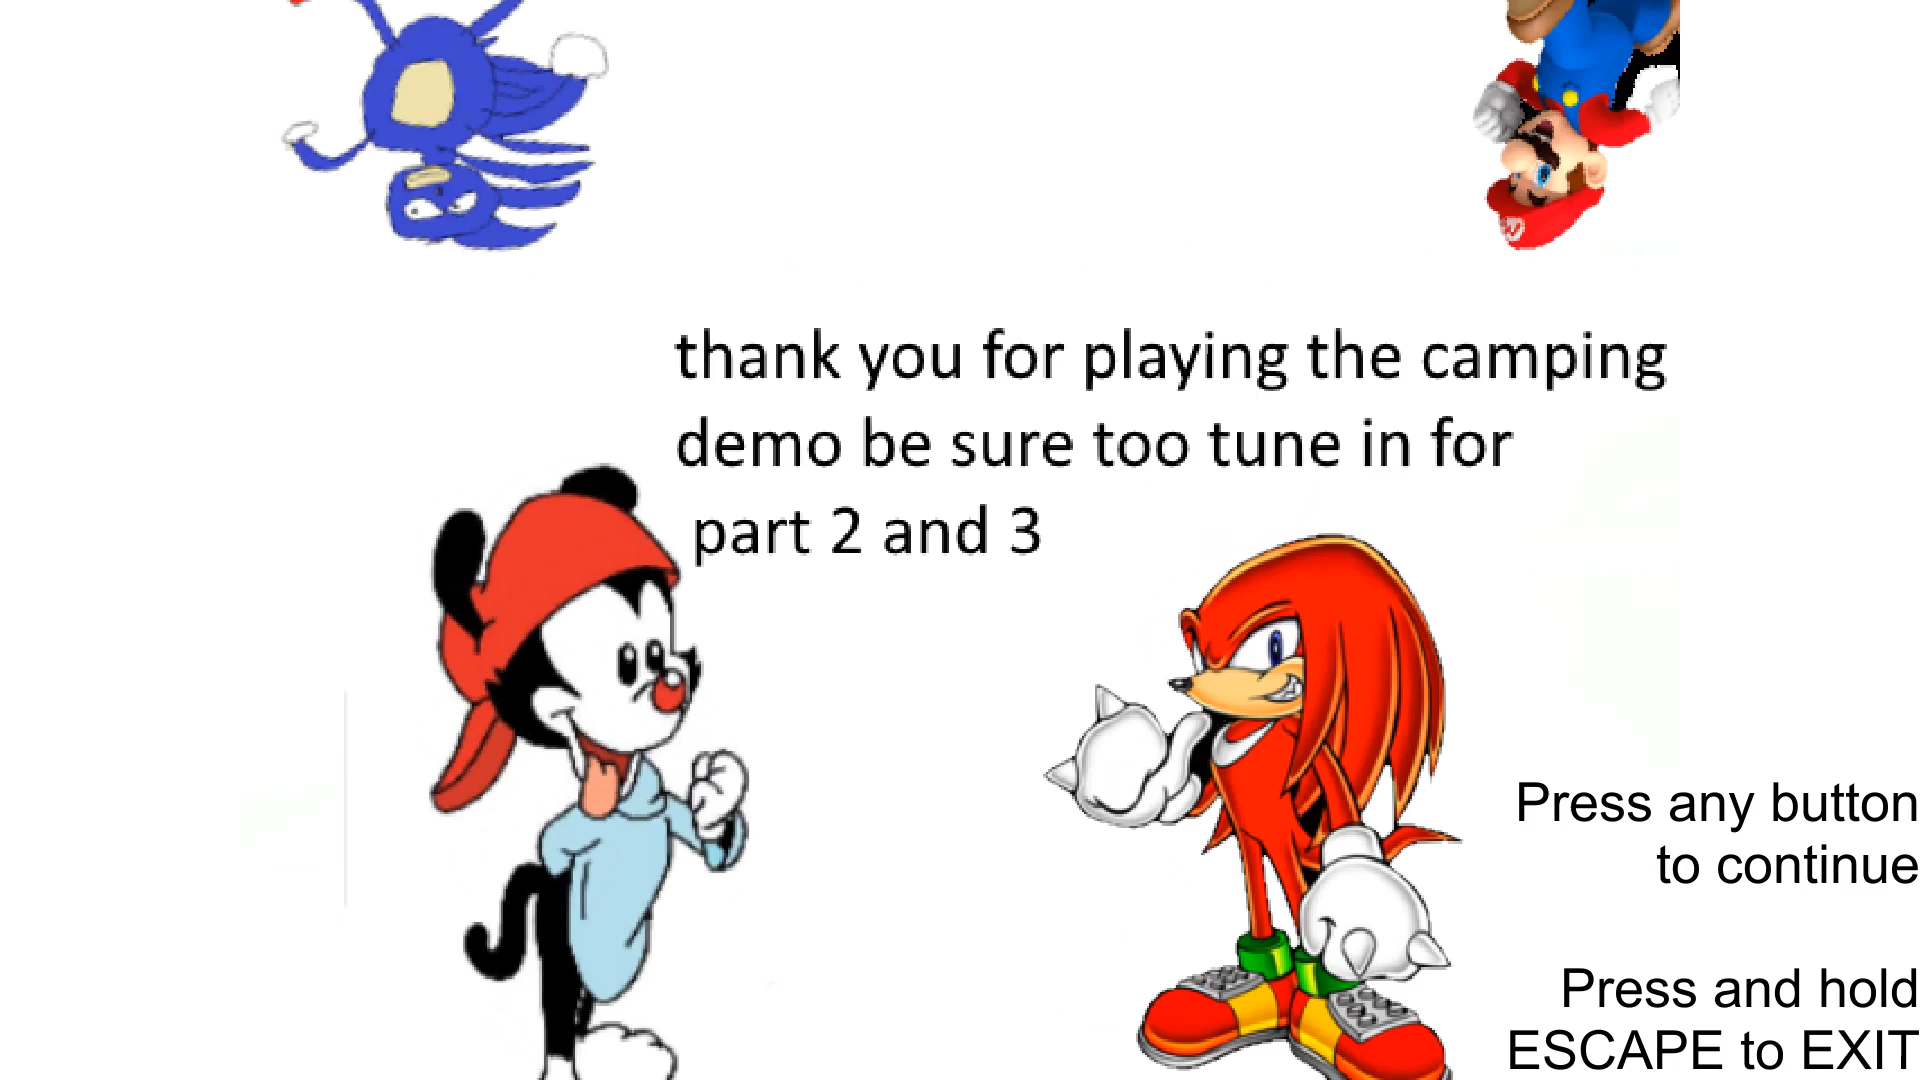 thank you for playing the camping
demo be sure too tune in for
part 2 and 3
Press any button
to continue
Press and hold
ESCAPE to EXIT